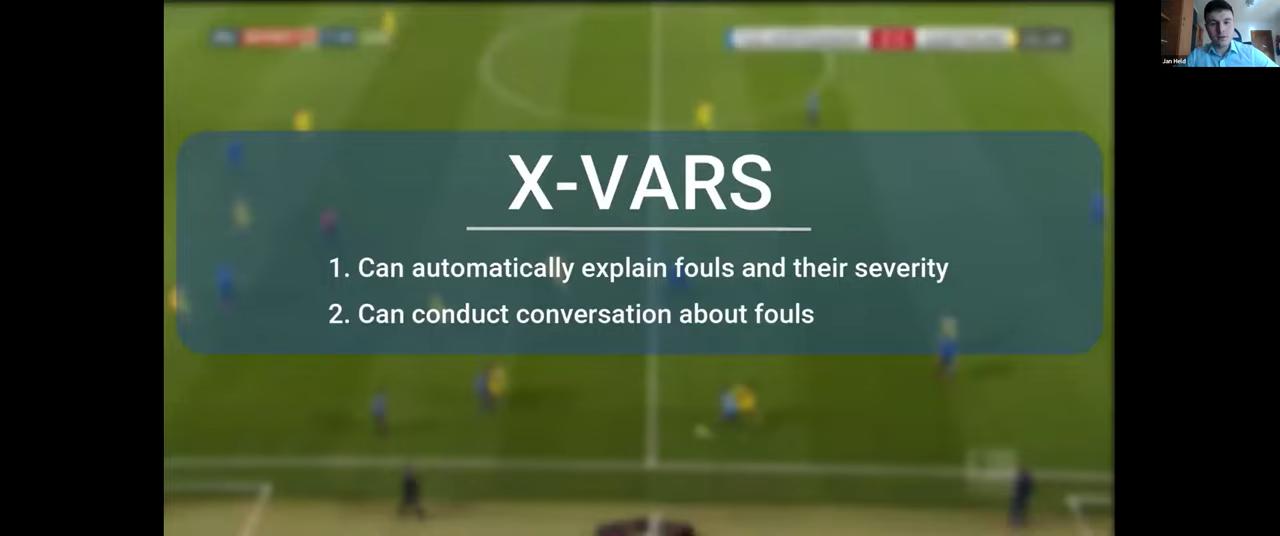 X-VARS
1. Can automatically explain fouls and their severity
2. Can conduct conversation about fouls
Jan Held